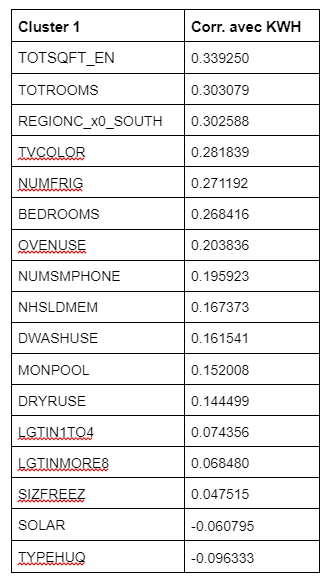 Cluster 1 Corr. avec KWH
TOTSQFT_EN 0.339250
TOTROOMS 0.303079
REGIONC_x0_SOUTH 0.302588
TVCOLOR 0.281839
NUMFRIG 0.271192
BEDROOMS 0.268416
OVENUSE 0.203836
NUMSMPHONE 0.195923
NHSLDMEM 0.167373
DWASHUSE 0.161541
MONPOOL 0.152008
DRYRUSE 0.144499
LGTIN1TO4 0.074356
LGTINMORE8 0.068480
SIZFREEZ 0.047515
SOLAR -0.060795
TYPEHUQ -0.096333